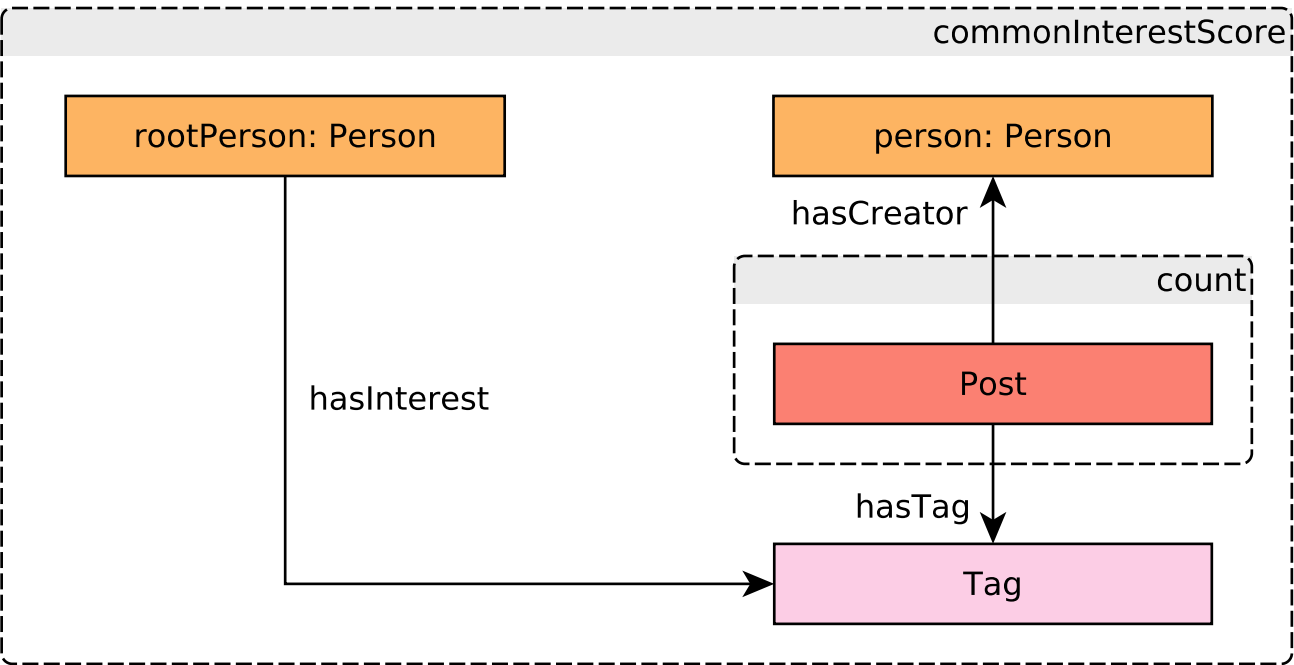 commonInterestScore
rootPerson: Person
person: Person
hasCreator
count
Post
hasInterest
hasTag
Tag